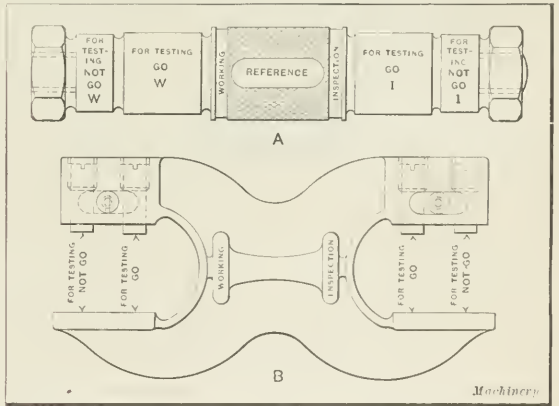 FOR
TEST-
ING
NOT
GO
W
FOR TESTING
GO
W
WORKING
REFERENCE
INSPECTION
FOR TESTING
GO
I
FOR
TEST-
ING
NOT
GO
I
A
FOR TESTING
NOT GO
FOR TESTING
GO
WORKING
INSPECTION
FOR TESTING
GO
FOR TESTING
NOT-GO
B
Machinery